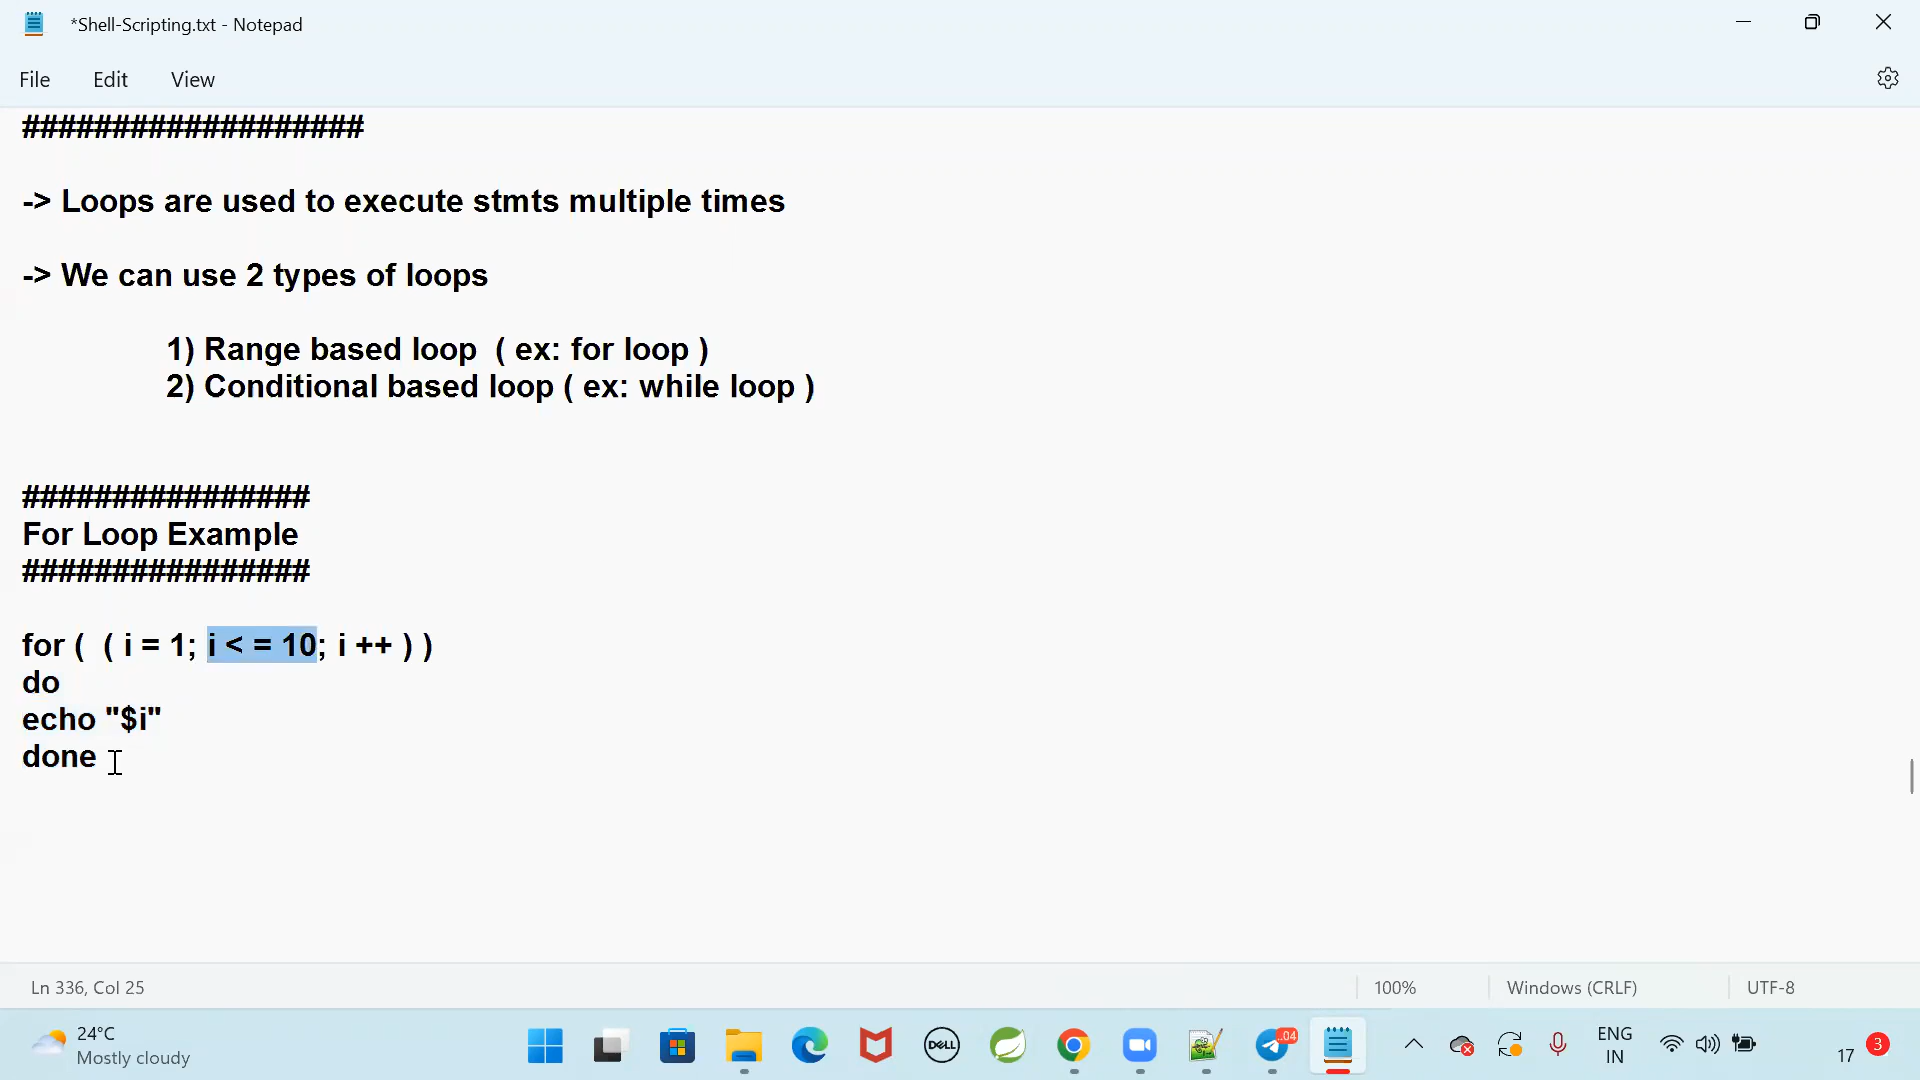 *Shell-Scripting.txt - Notepad
File Edit View
###################
-> Loops are used to execute stmts multiple times
-> We can use 2 types of loops
1) Range based loop ( ex: for loop )
2) Conditional based loop ( ex: while loop )
################
For Loop Example
################
for ( ( i = 1; i < = 10; i ++ ) )
do
echo "$i"
done
Ln 336, Col 25 100% Windows (CRLF) UTF-8
24°C
Mostly cloudy
DELL
.04
ENG
IN
17 3